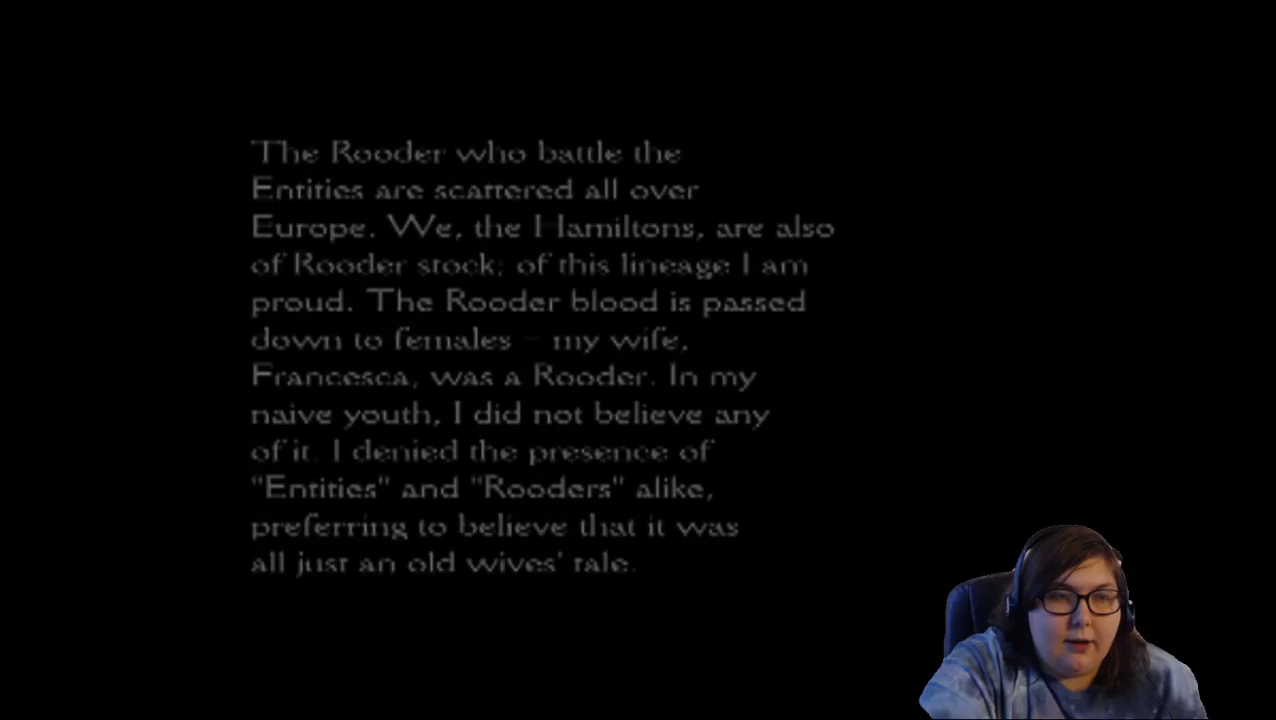 The Rooder who battle the
Entities are scattered all over
Europe. We, the Hamiltons, are also
of Rooder stock; of this lineage I am
proud. The Rooder blood is passed
down to females – my wife,
Francesca, was a Rooder. In my
naive youth, I did not believe any
of it. I denied the presence of
"Entities" and "Rooders" alike,
preferring to believe that it was
all just an old wives' tale.